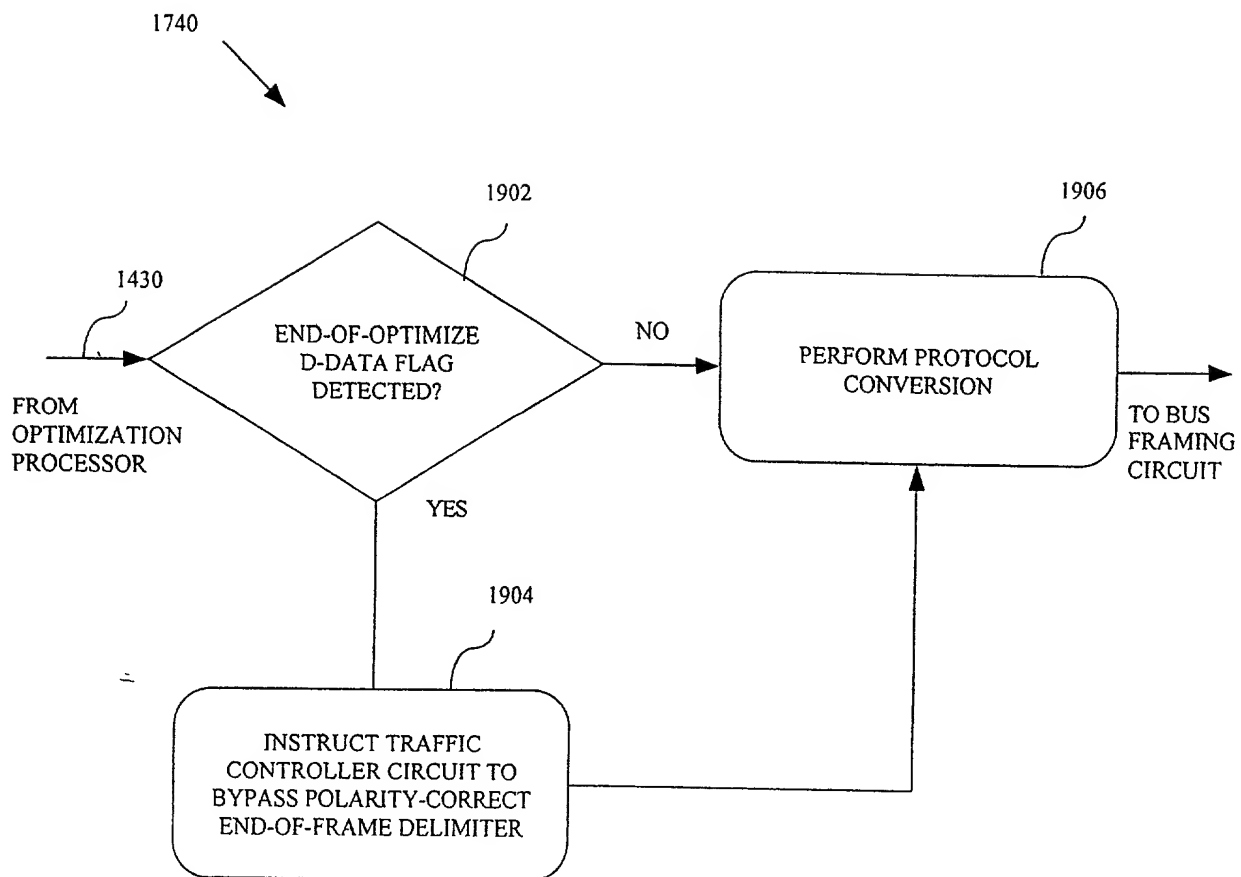 1740
1902
1906
1430
END-OF-OPTIMIZE
D-DATA FLAG
DETECTED?
NO
PERFORM PROTOCOL
CONVERSION
FROM
OPTIMIZATION
PROCESSOR
TO BUS
FRAMING
CIRCUIT
YES
1904
INSTRUCT TRAFFIC
CONTROLLER CIRCUIT TO
BYPASS POLARITY-CORRECT
END-OF-FRAME DELIMITER